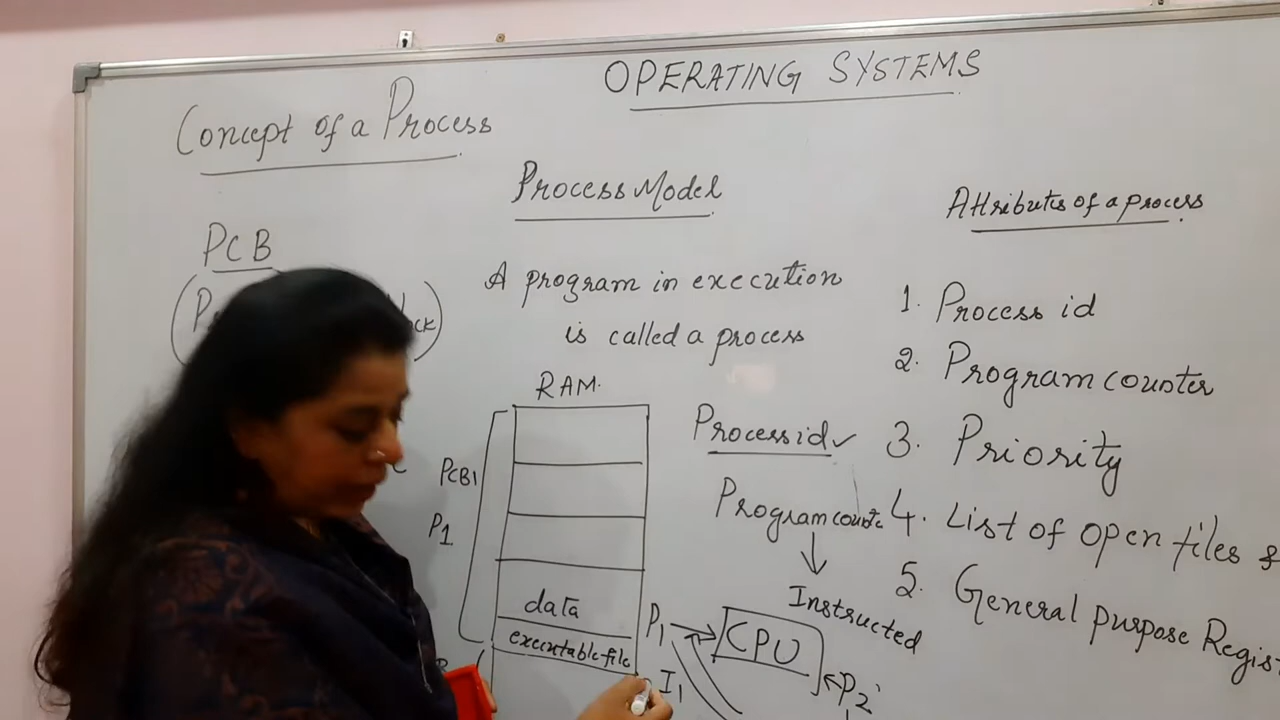 OPERATING SYSTEMS
Concept of a Process
Process Model
Attributes of a process
PCB
A program in execution
is called a process
1. Process id
2. Program counter
3. Priority
4. List of open files &
5. General purpose Regist
RAM.
PCB1
P1
data
executable file
Process id ✓
Program counte
Instructed
P1
CPU
P2
I1